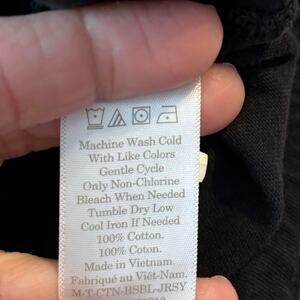 Machine Wash Cold
With Like Colors
Gentle Cycle
Only Non-Chlorine
Bleach When Needed
Tumble Dry Low
Cool Iron If Needed
100% Cotton.
100% Coton.
Made in Vietnam.
Fabriqué au Viêt-Nam.
M-T-CTN-BSBL-JRSY